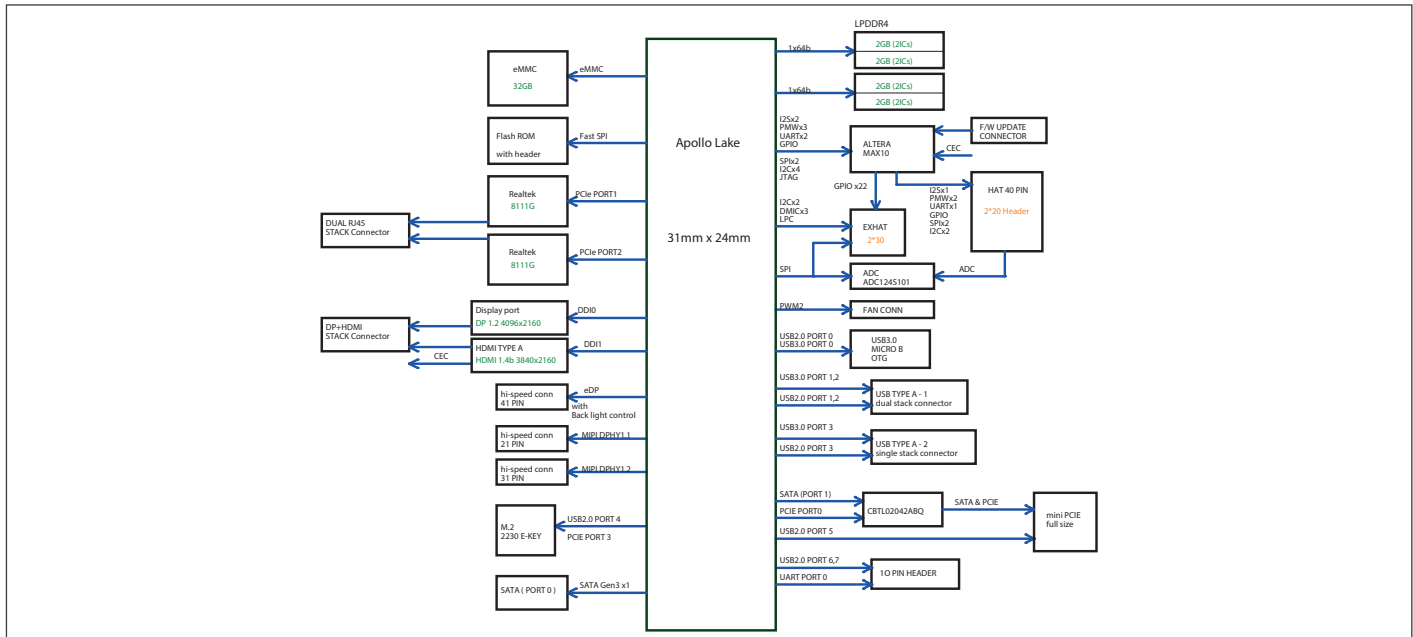 LPDDR4
1x64b
2GB (2ICs)
2GB (2ICs)
1x64b
2GB (2ICs)
2GB (2ICs)
eMMC
32GB
eMMC
Flash ROM
with header
Fast SPI
Realtek
8111G
PCIe PORT1
DUAL RJ45
STACK Connector
Realtek
8111G
PCIe PORT2
Display port
DP 1.2 4096x2160
DDI0
DP+HDMI
STACK Connector
HDMI TYPE A
HDMI 1.4b 3840x2160
DDI1
CEC
hi-speed conn
41 PIN
eDP
with
Back light control
hi-speed conn
21 PIN
MIPI DPHY1.1
hi-speed conn
31 PIN
MIPI DPHY1.2
M.2
2230 E-KEY
USB2.0 PORT 4
PCIE PORT 3
SATA ( PORT 0 )
SATA Gen3 x1
Apollo Lake
31mm x 24mm
I2Sx2
PMWx3
UARTx2
GPIO
SPIx2
I2Cx4
JTAG
ALTERA
MAX10
F/W UPDATE
CONNECTOR
CEC
GPIO x22
I2Sx1
PMWx2
UARTx1
GPIO
SPIx2
I2Cx2
HAT 40 PIN
2*20 Header
I2Cx2
DMICx3
LPC
EXHAT
2*30
SPI
ADC
ADC124S101
ADC
PWM2
FAN CONN
USB2.0 PORT 0
USB3.0 PORT 0
USB3.0
MICRO B
OTG
USB3.0 PORT 1,2
USB2.0 PORT 1,2
USB TYPE A - 1
dual stack connector
USB3.0 PORT 3
USB2.0 PORT 3
USB TYPE A - 2
single stack connector
SATA (PORT 1)
PCIE PORT0
CBTL02042ABQ
SATA & PCIE
mini PCIE
full size
USB2.0 PORT 5
USB2.0 PORT 6,7
UART PORT 0
1O PIN HEADER